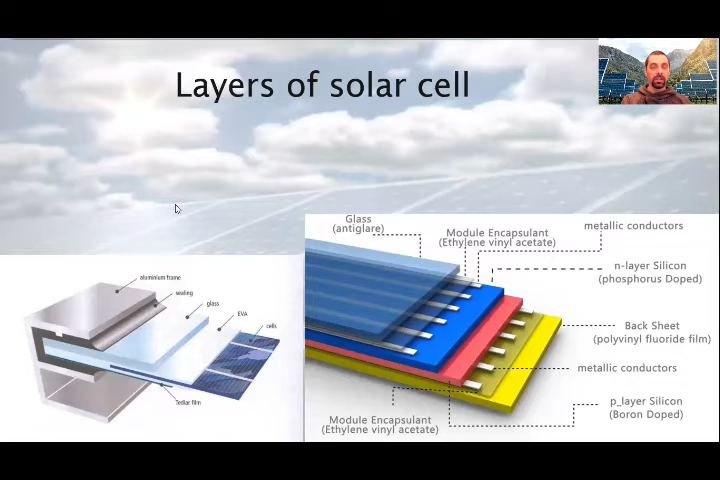 Layers of solar cell
aluminium frame
sealing
glass
EVA
cells
Tedlar film
Glass
(antiglare)
Module Encapsulant
(Ethylene vinyl acetate)
metallic conductors
n-layer Silicon
(phosphorus Doped)
Back Sheet
(polyvinyl fluoride film)
metallic conductors
p_layer Silicon
(Boron Doped)
Module Encapsulant
(Ethylene vinyl acetate)